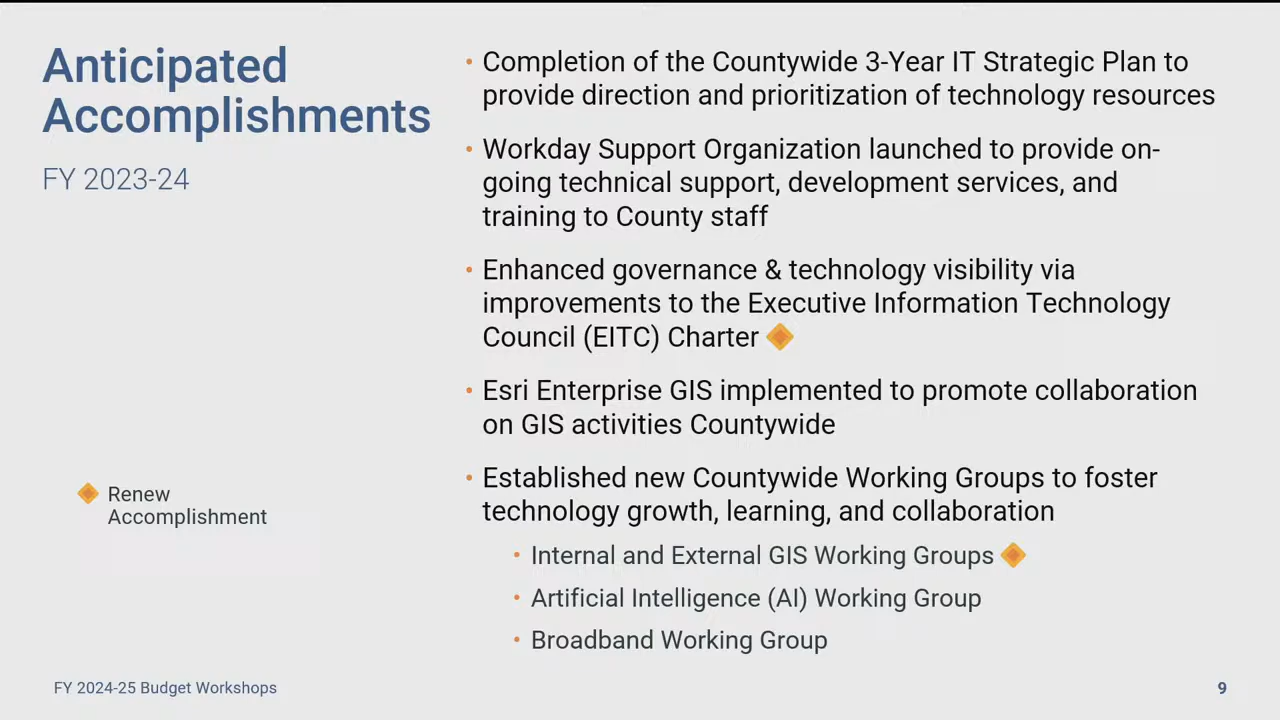 Anticipated
Accomplishments
FY 2023-24
• Completion of the Countywide 3-Year IT Strategic Plan to
provide direction and prioritization of technology resources
• Workday Support Organization launched to provide on-
going technical support, development services, and
training to County staff
• Enhanced governance & technology visibility via
improvements to the Executive Information Technology
Council (EITC) Charter
• Esri Enterprise GIS implemented to promote collaboration
on GIS activities Countywide
• Established new Countywide Working Groups to foster
technology growth, learning, and collaboration
• Internal and External GIS Working Groups
• Artificial Intelligence (AI) Working Group
• Broadband Working Group
Renew
Accomplishment
FY 2024-25 Budget Workshops
9